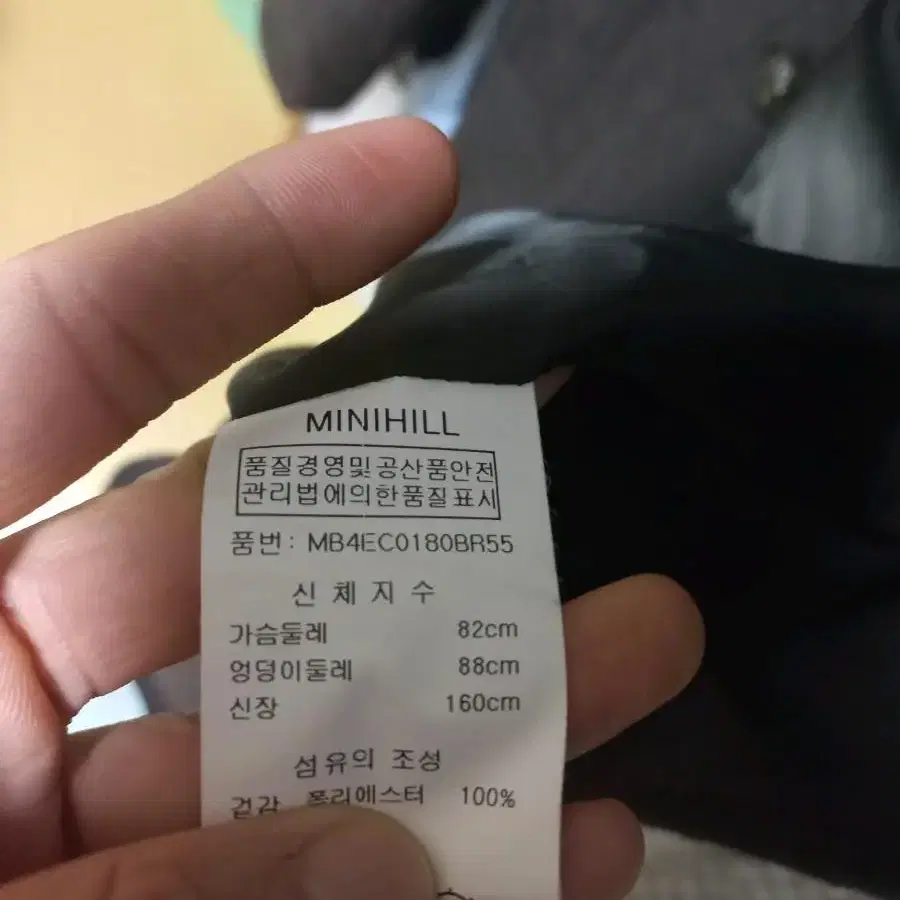 MINIHILL
품질경영및공산품안전
관리법에의한품질표시
품번: MB4EC0180BR55
신체지수
가슴둘레 82cm
엉덩이둘레 88cm
신장 160cm
섬유의 조성
겉감 폴리에스터 100%